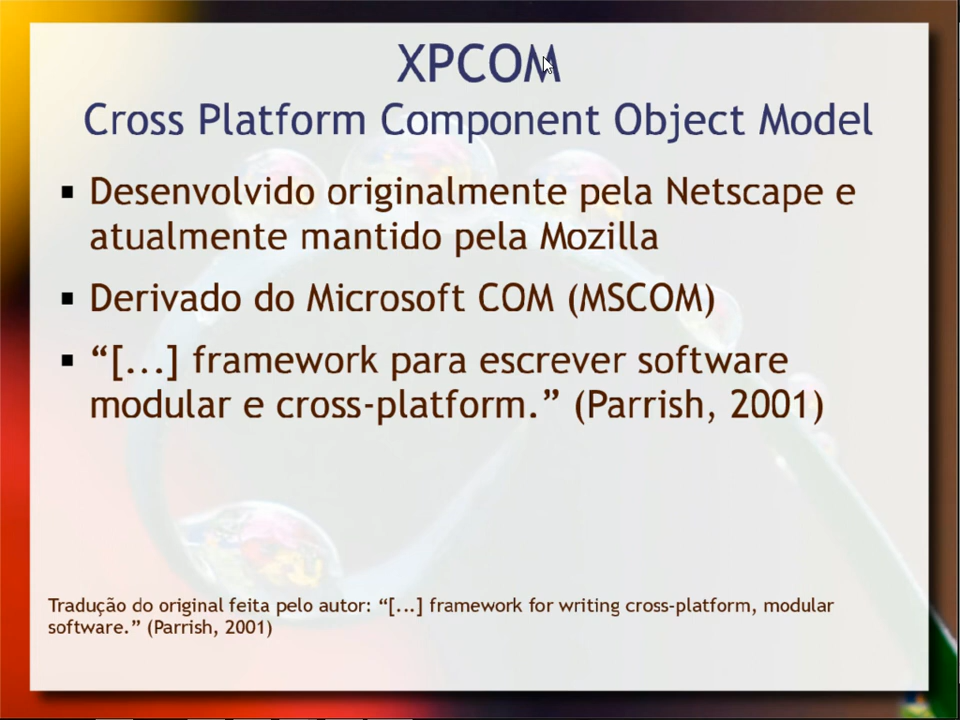 XPCOM
Cross Platform Component Object Model
▪ Desenvolvido originalmente pela Netscape e
atualmente mantido pela Mozilla
▪ Derivado do Microsoft COM (MSCOM)
▪ “[...] framework para escrever software
modular e cross-platform.” (Parrish, 2001)
Tradução do original feita pelo autor: “[...] framework for writing cross-platform, modular
software.” (Parrish, 2001)